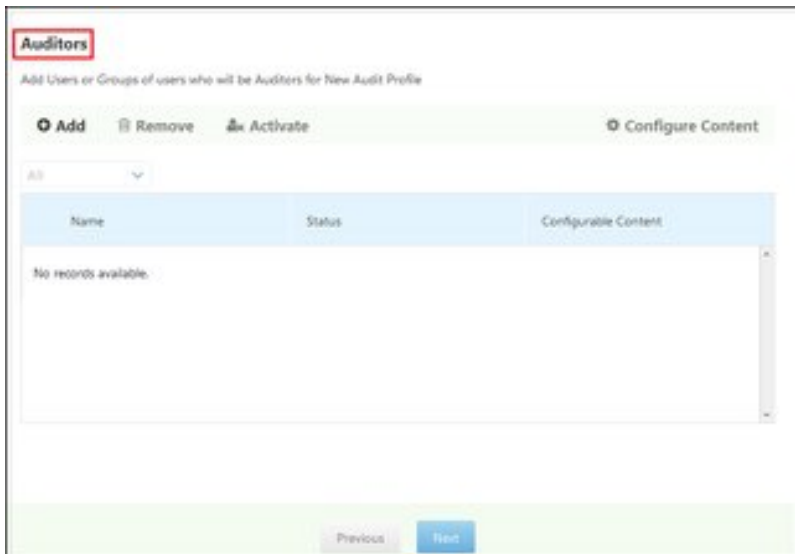 Auditors
Add Users or Groups of users who will be Auditors for New Audit Profile
Add Remove Activate Configure Content
All
Name Status Configurable Content
No records available.
Previous Next